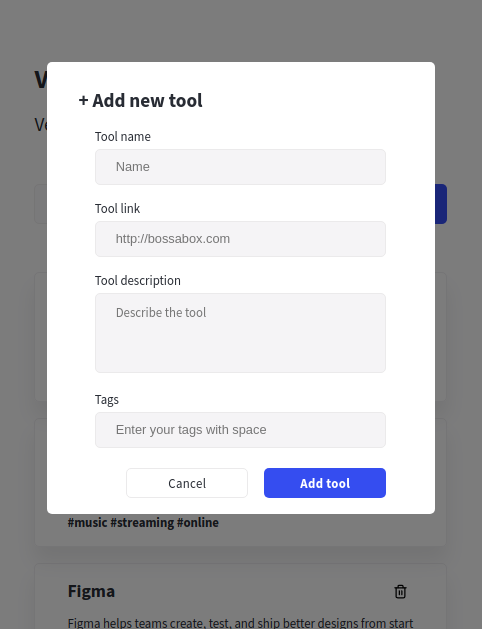 + Add new tool
Tool name
Name
Tool link
http://bossabox.com
Tool description
Describe the tool
Tags
Enter your tags with space
Cancel
Add tool
#music #streaming #online
Figma
Figma helps teams create, test, and ship better designs from start